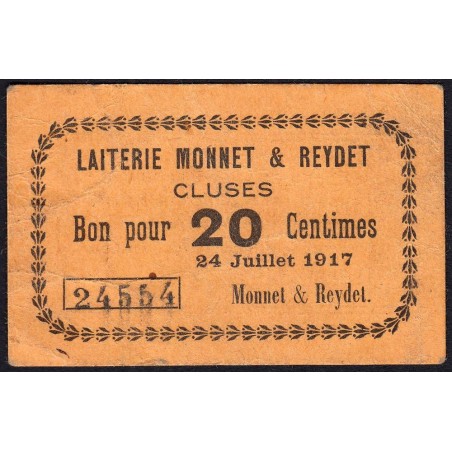 LAITERIE MONNET & REYDET
CLUSES
Bon pour 20 Centimes
24 Juillet 1917
24554 Monnet & Reydet.